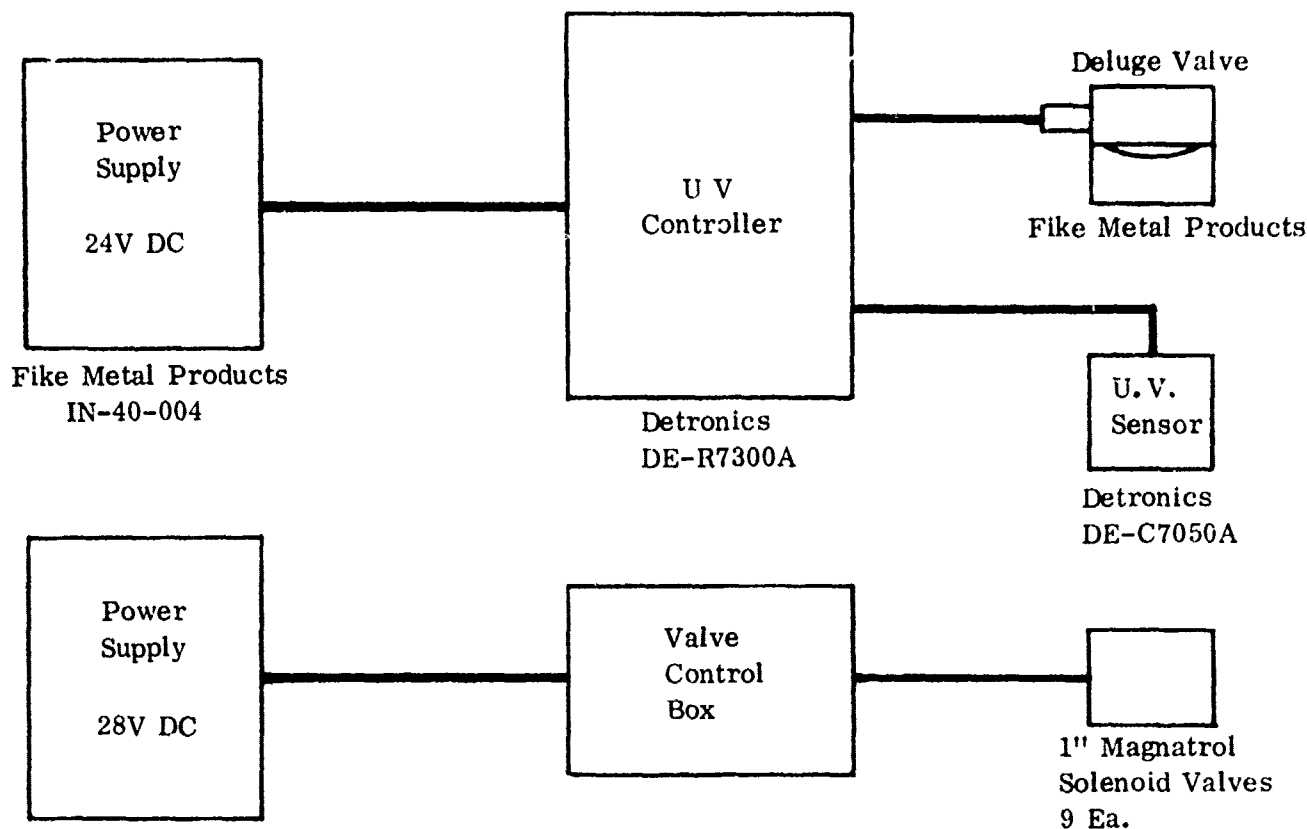 Power
Supply
24V DC
Fike Metal Products
IN-40-004
U V
Controller
Detronics
DE-R7300A
Deluge Valve
Fike Metal Products
U.V.
Sensor
Detronics
DE-C7050A
Power
Supply
28V DC
Valve
Control
Box
1" Magnatrol
Solenoid Valves
9 Ea.